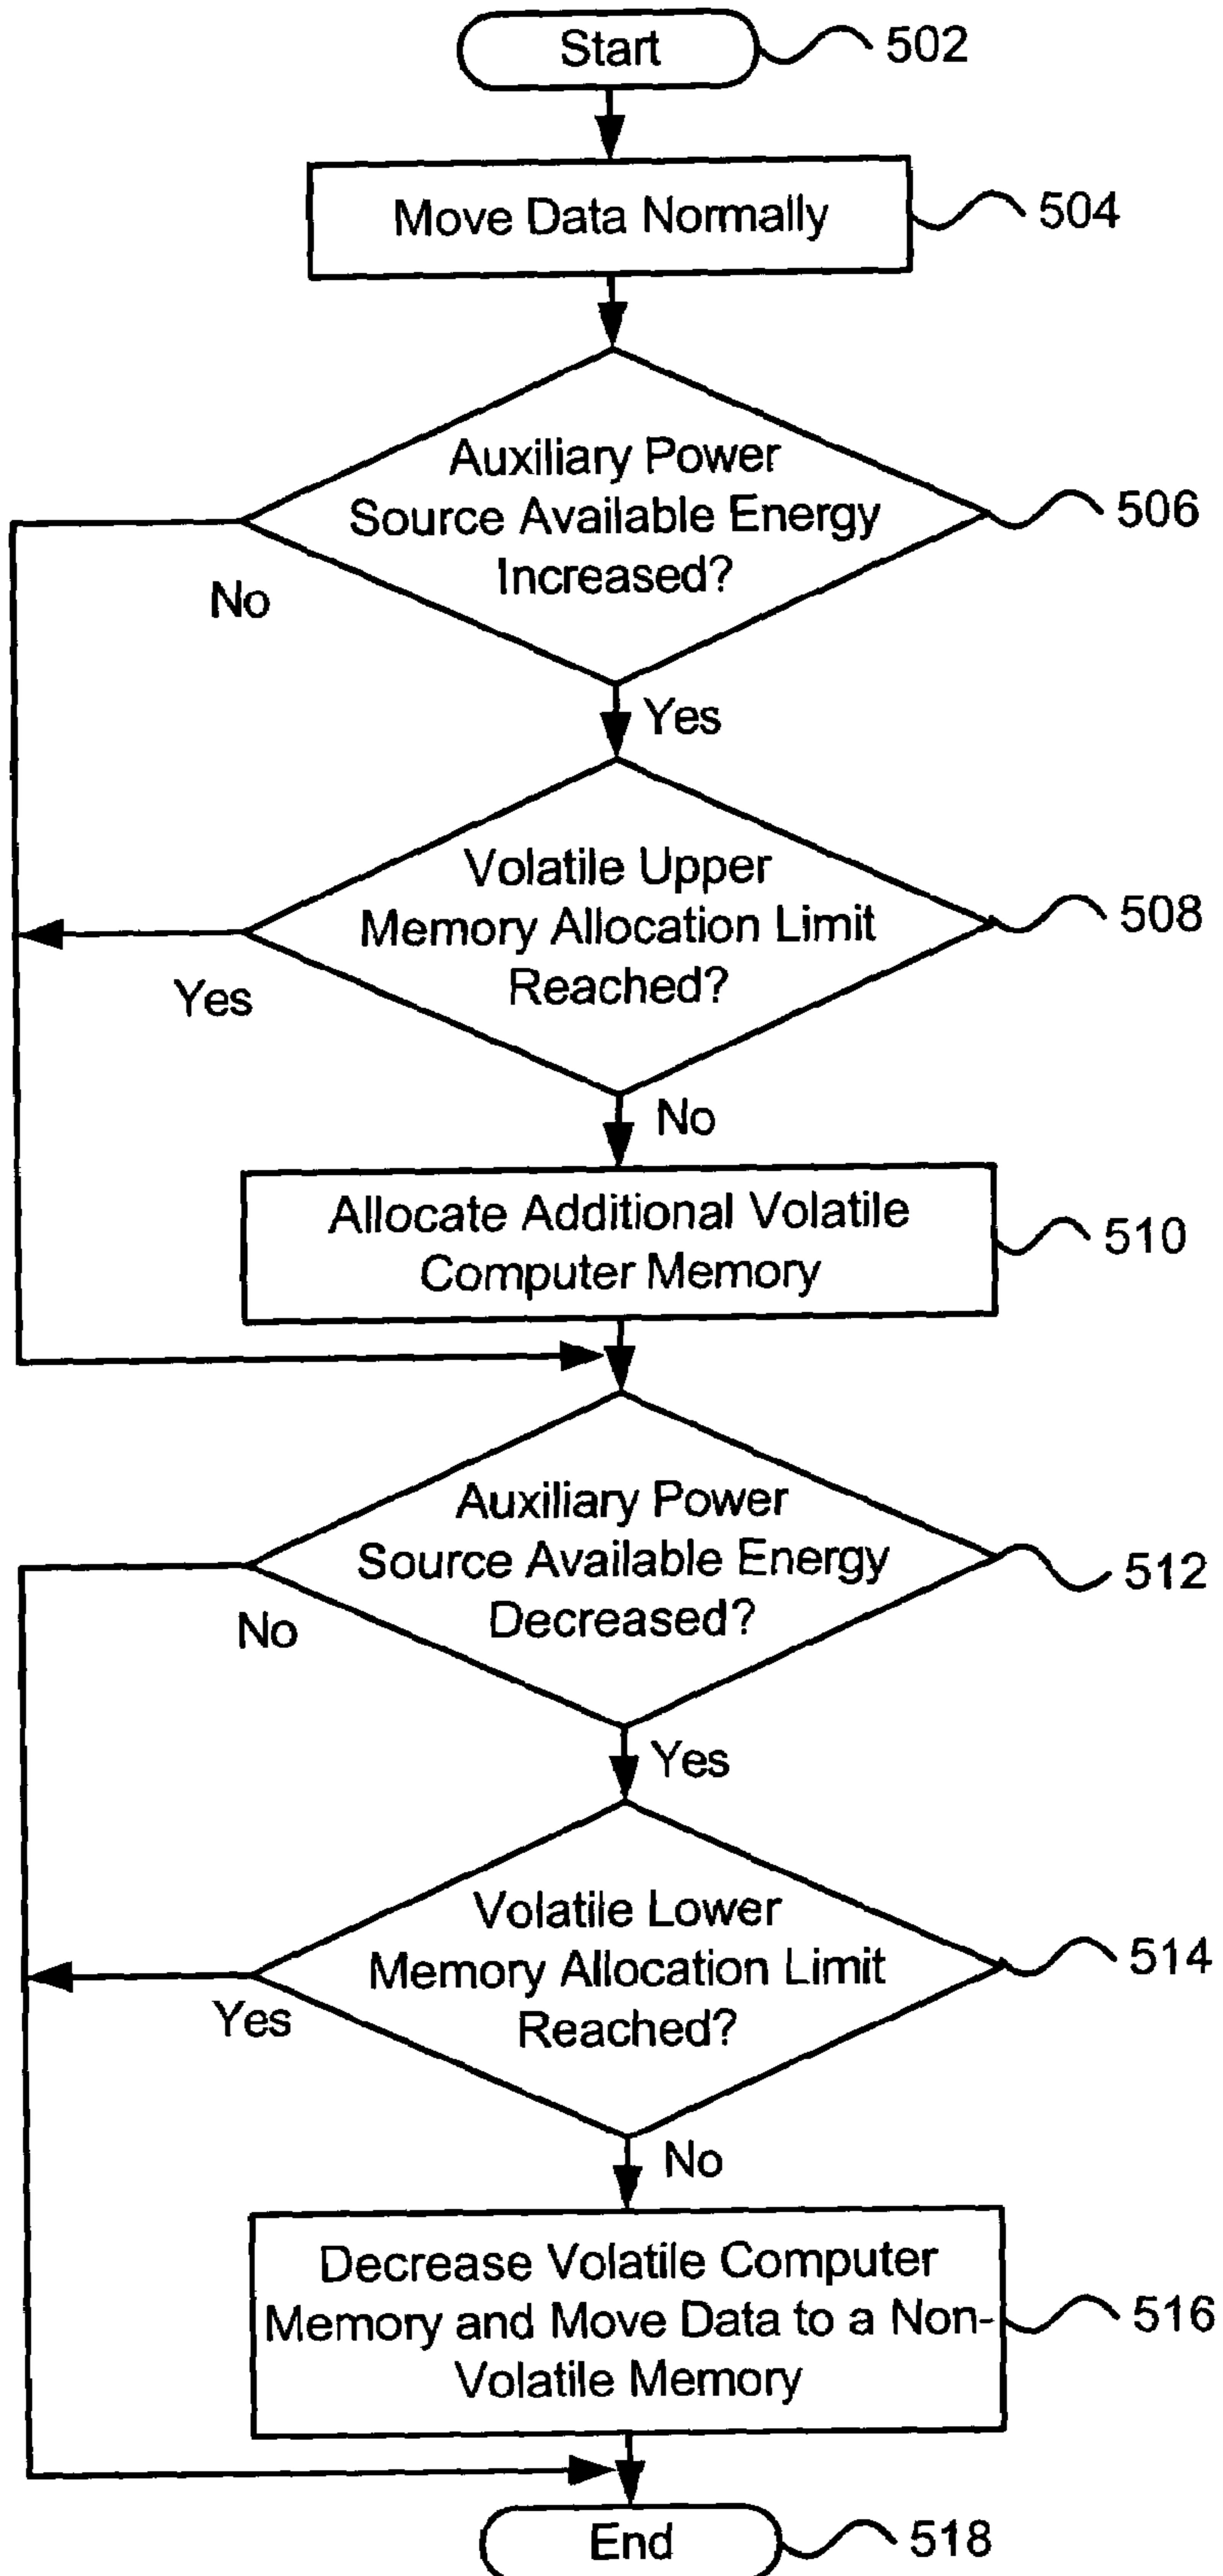 Start
502
Move Data Normally
504
Auxiliary Power
Source Available Energy
Increased?
506
No
Yes
Volatile Upper
Memory Allocation Limit
Reached?
508
Yes
No
Allocate Additional Volatile
Computer Memory
510
Auxiliary Power
Source Available Energy
Decreased?
512
No
Yes
Volatile Lower
Memory Allocation Limit
Reached?
514
Yes
No
Decrease Volatile Computer
Memory and Move Data to a Non-
Volatile Memory
516
End
518